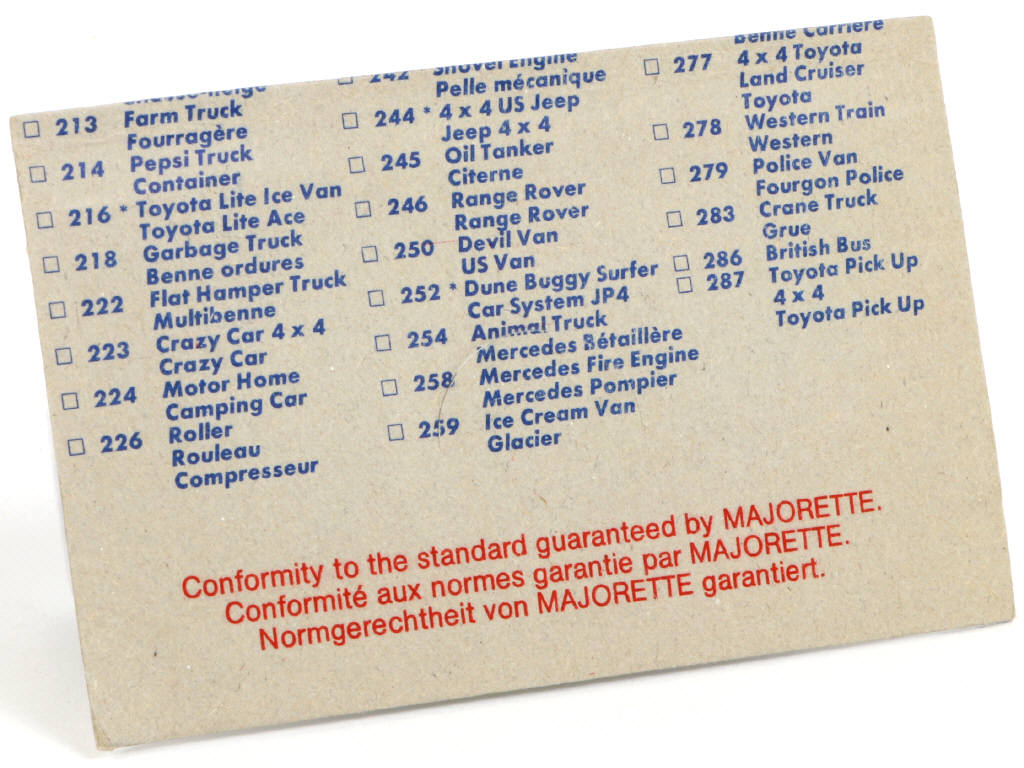 ☐ 213 Farm Truck
Fourragère
☐ 214 Pepsi Truck
Container
☐ 216 * Toyota Lite Ice Van
Toyota Lite Ace
☐ 218 Garbage Truck
Benne ordures
☐ 222 Flat Hamper Truck
Multibenne
☐ 223 Crazy Car 4 x 4
Crazy Car
☐ 224 Motor Home
Camping Car
☐ 226 Roller
Rouleau
Compresseur
☐ 242 Shovel Engine
Pelle mécanique
☐ 244 * 4 x 4 US Jeep
Jeep 4 x 4
☐ 245 Oil Tanker
Citerne
☐ 246 Range Rover
Range Rover
☐ 250 Devil Van
US Van
☐ 252 * Dune Buggy Surfer
Car System JP4
☐ 254 Animal Truck
Mercedes Bétaillère
☐ 258 Mercedes Fire Engine
Mercedes Pompier
☐ 259 Ice Cream Van
Glacier
Benne Carrière
☐ 277 4 x 4 Toyota
Land Cruiser
Toyota
☐ 278 Western Train
Western
☐ 279 Police Van
Fourgon Police
☐ 283 Crane Truck
Grue
☐ 286 British Bus
☐ 287 Toyota Pick Up
4 x 4
Toyota Pick Up
Conformity to the standard guaranteed by MAJORETTE.
Conformité aux normes garantie par MAJORETTE.
Normgerechtheit von MAJORETTE garantiert.